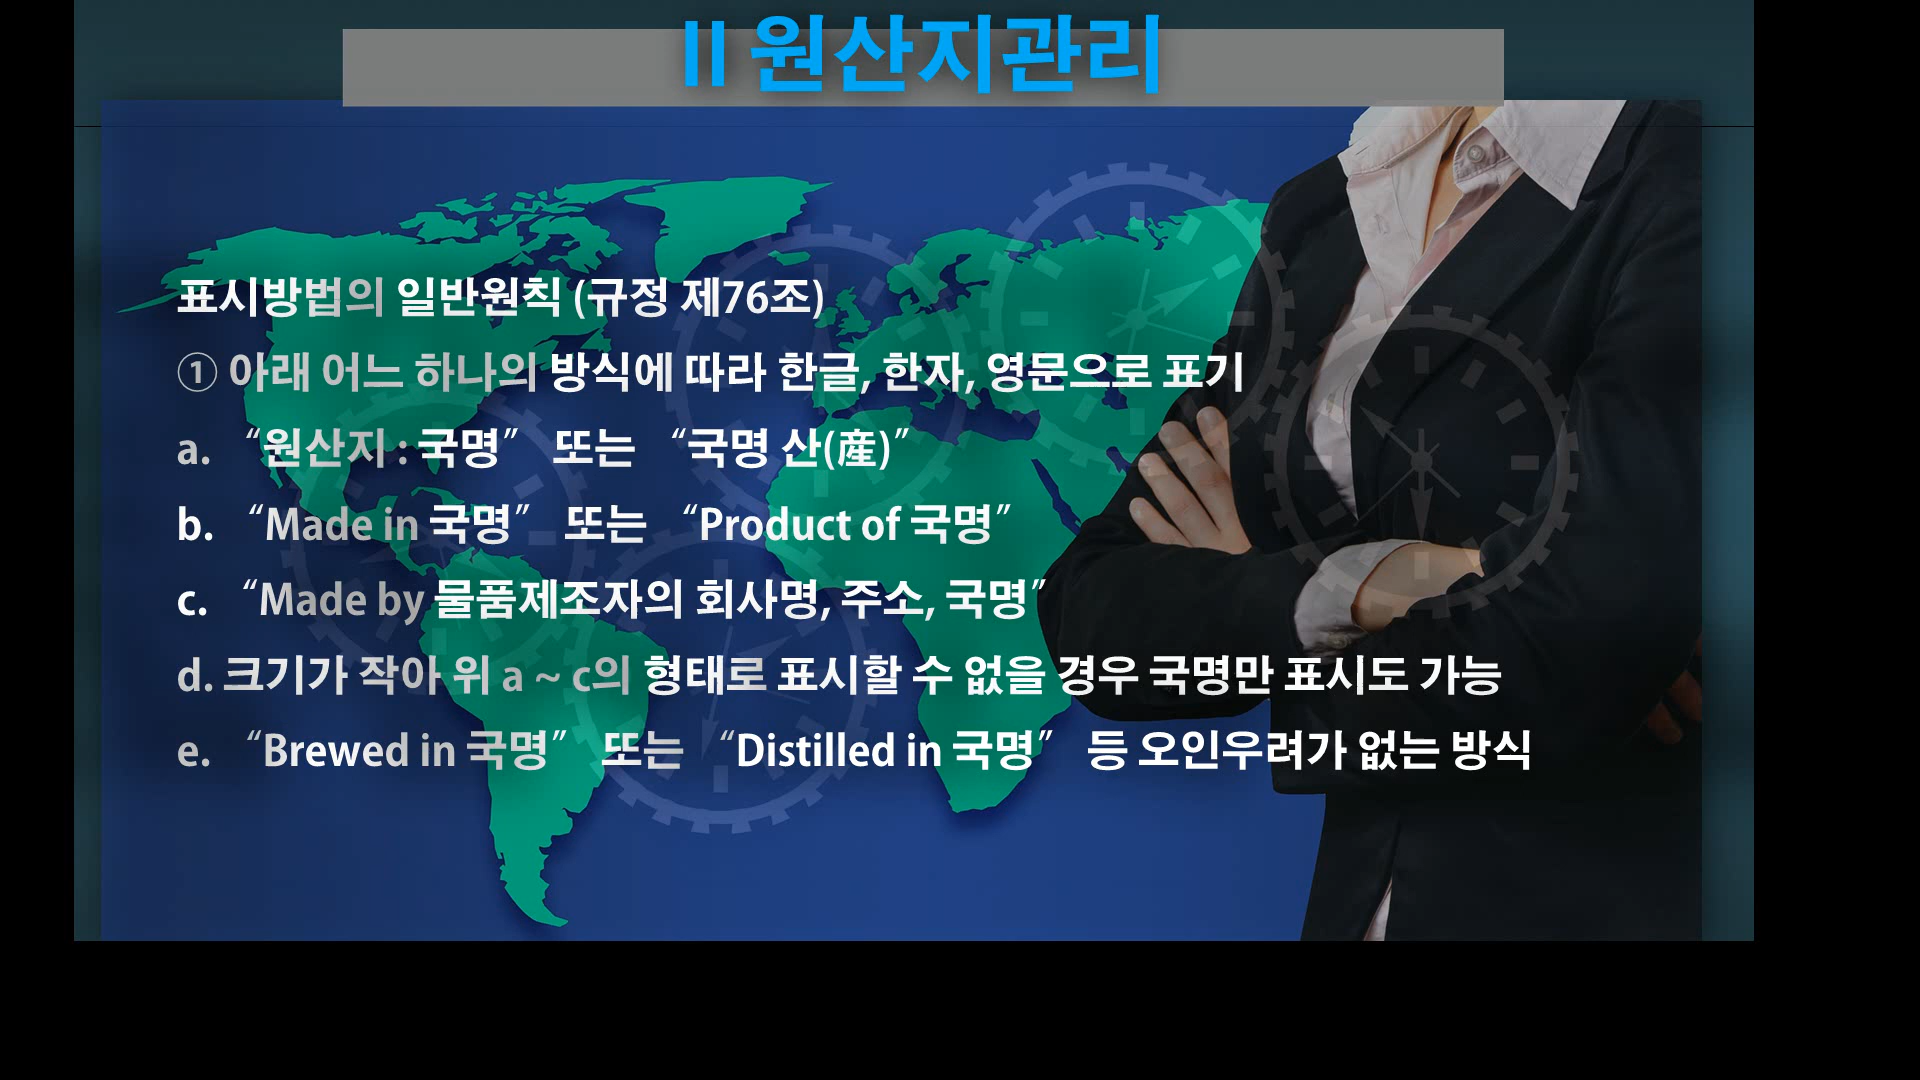 II 원산지관리
표시방법의 일반원칙 (규정 제76조)
① 아래 어느 하나의 방식에 따라 한글, 한자, 영문으로 표기
a. “원산지 : 국명” 또는 “국명 산(産)”
b. “Made in 국명” 또는 “Product of 국명”
c. “Made by 물품제조자의 회사명, 주소, 국명”
d. 크기가 작아 위 a ~ c의 형태로 표시할 수 없을 경우 국명만 표시도 가능
e. “Brewed in 국명” 또는 “Distilled in 국명” 등 오인우려가 없는 방식